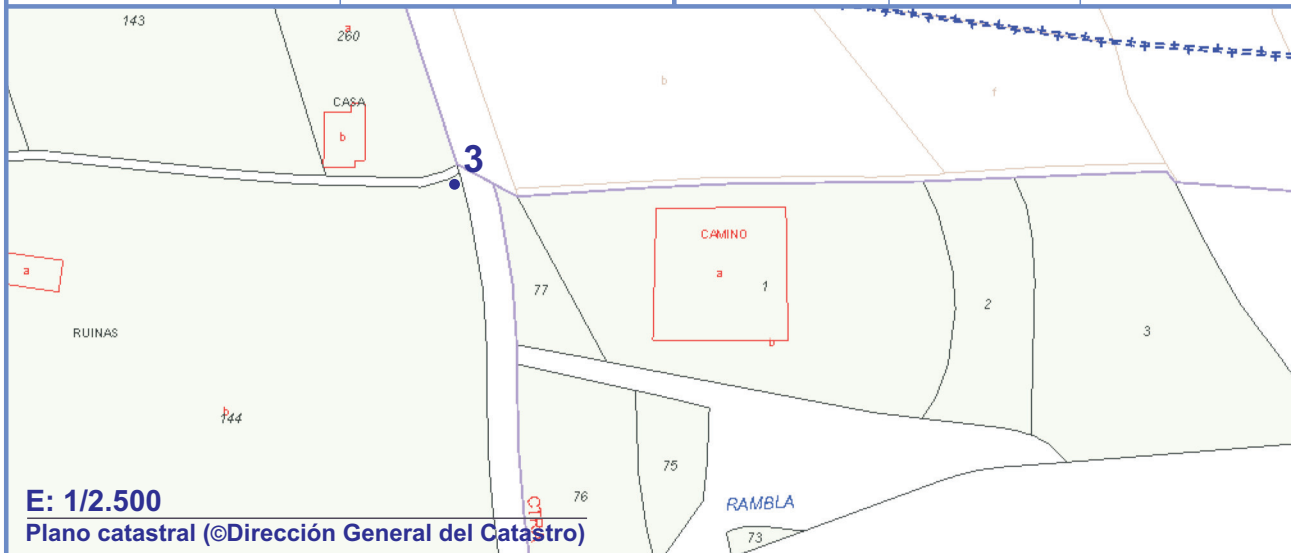 143
a
260
CASA
b
b
f
3
CAMINO
a
1
b
77
2
3
a
RUINAS
b
144
75
76
CTRA
RAMBLA
73
E: 1/2.500
Plano catastral (©Dirección General del Catastro)